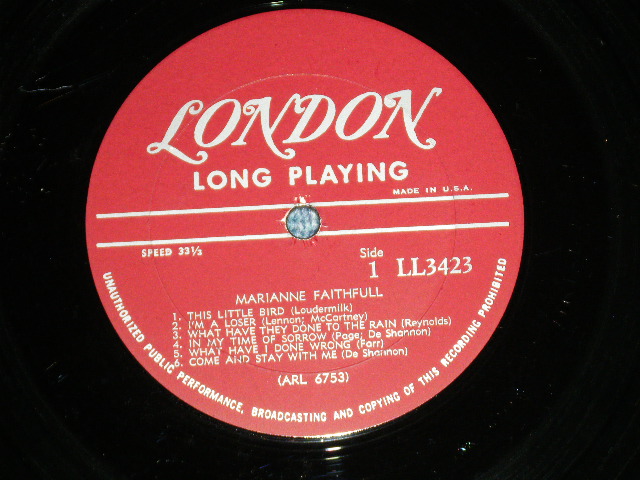 LONDON
LONG PLAYING
MADE IN U.S.A.
SPEED 33⅓
Side
1 LL3423
MARIANNE FAITHFULL
1. THIS LITTLE BIRD (Loudermilk)
2. I'M A LOSER (Lennon; McCartney)
3. WHAT HAVE THEY DONE TO THE RAIN (Reynolds)
4. IN MY TIME OF SORROW (Page; De Shannon)
5. WHAT HAVE I DONE WRONG (Farr)
6. COME AND STAY WITH ME (De Shannon)
(ARL 6753)
UNAUTHORIZED PUBLIC PERFORMANCE, BROADCASTING AND COPYING OF THIS RECORDING PROHIBITED